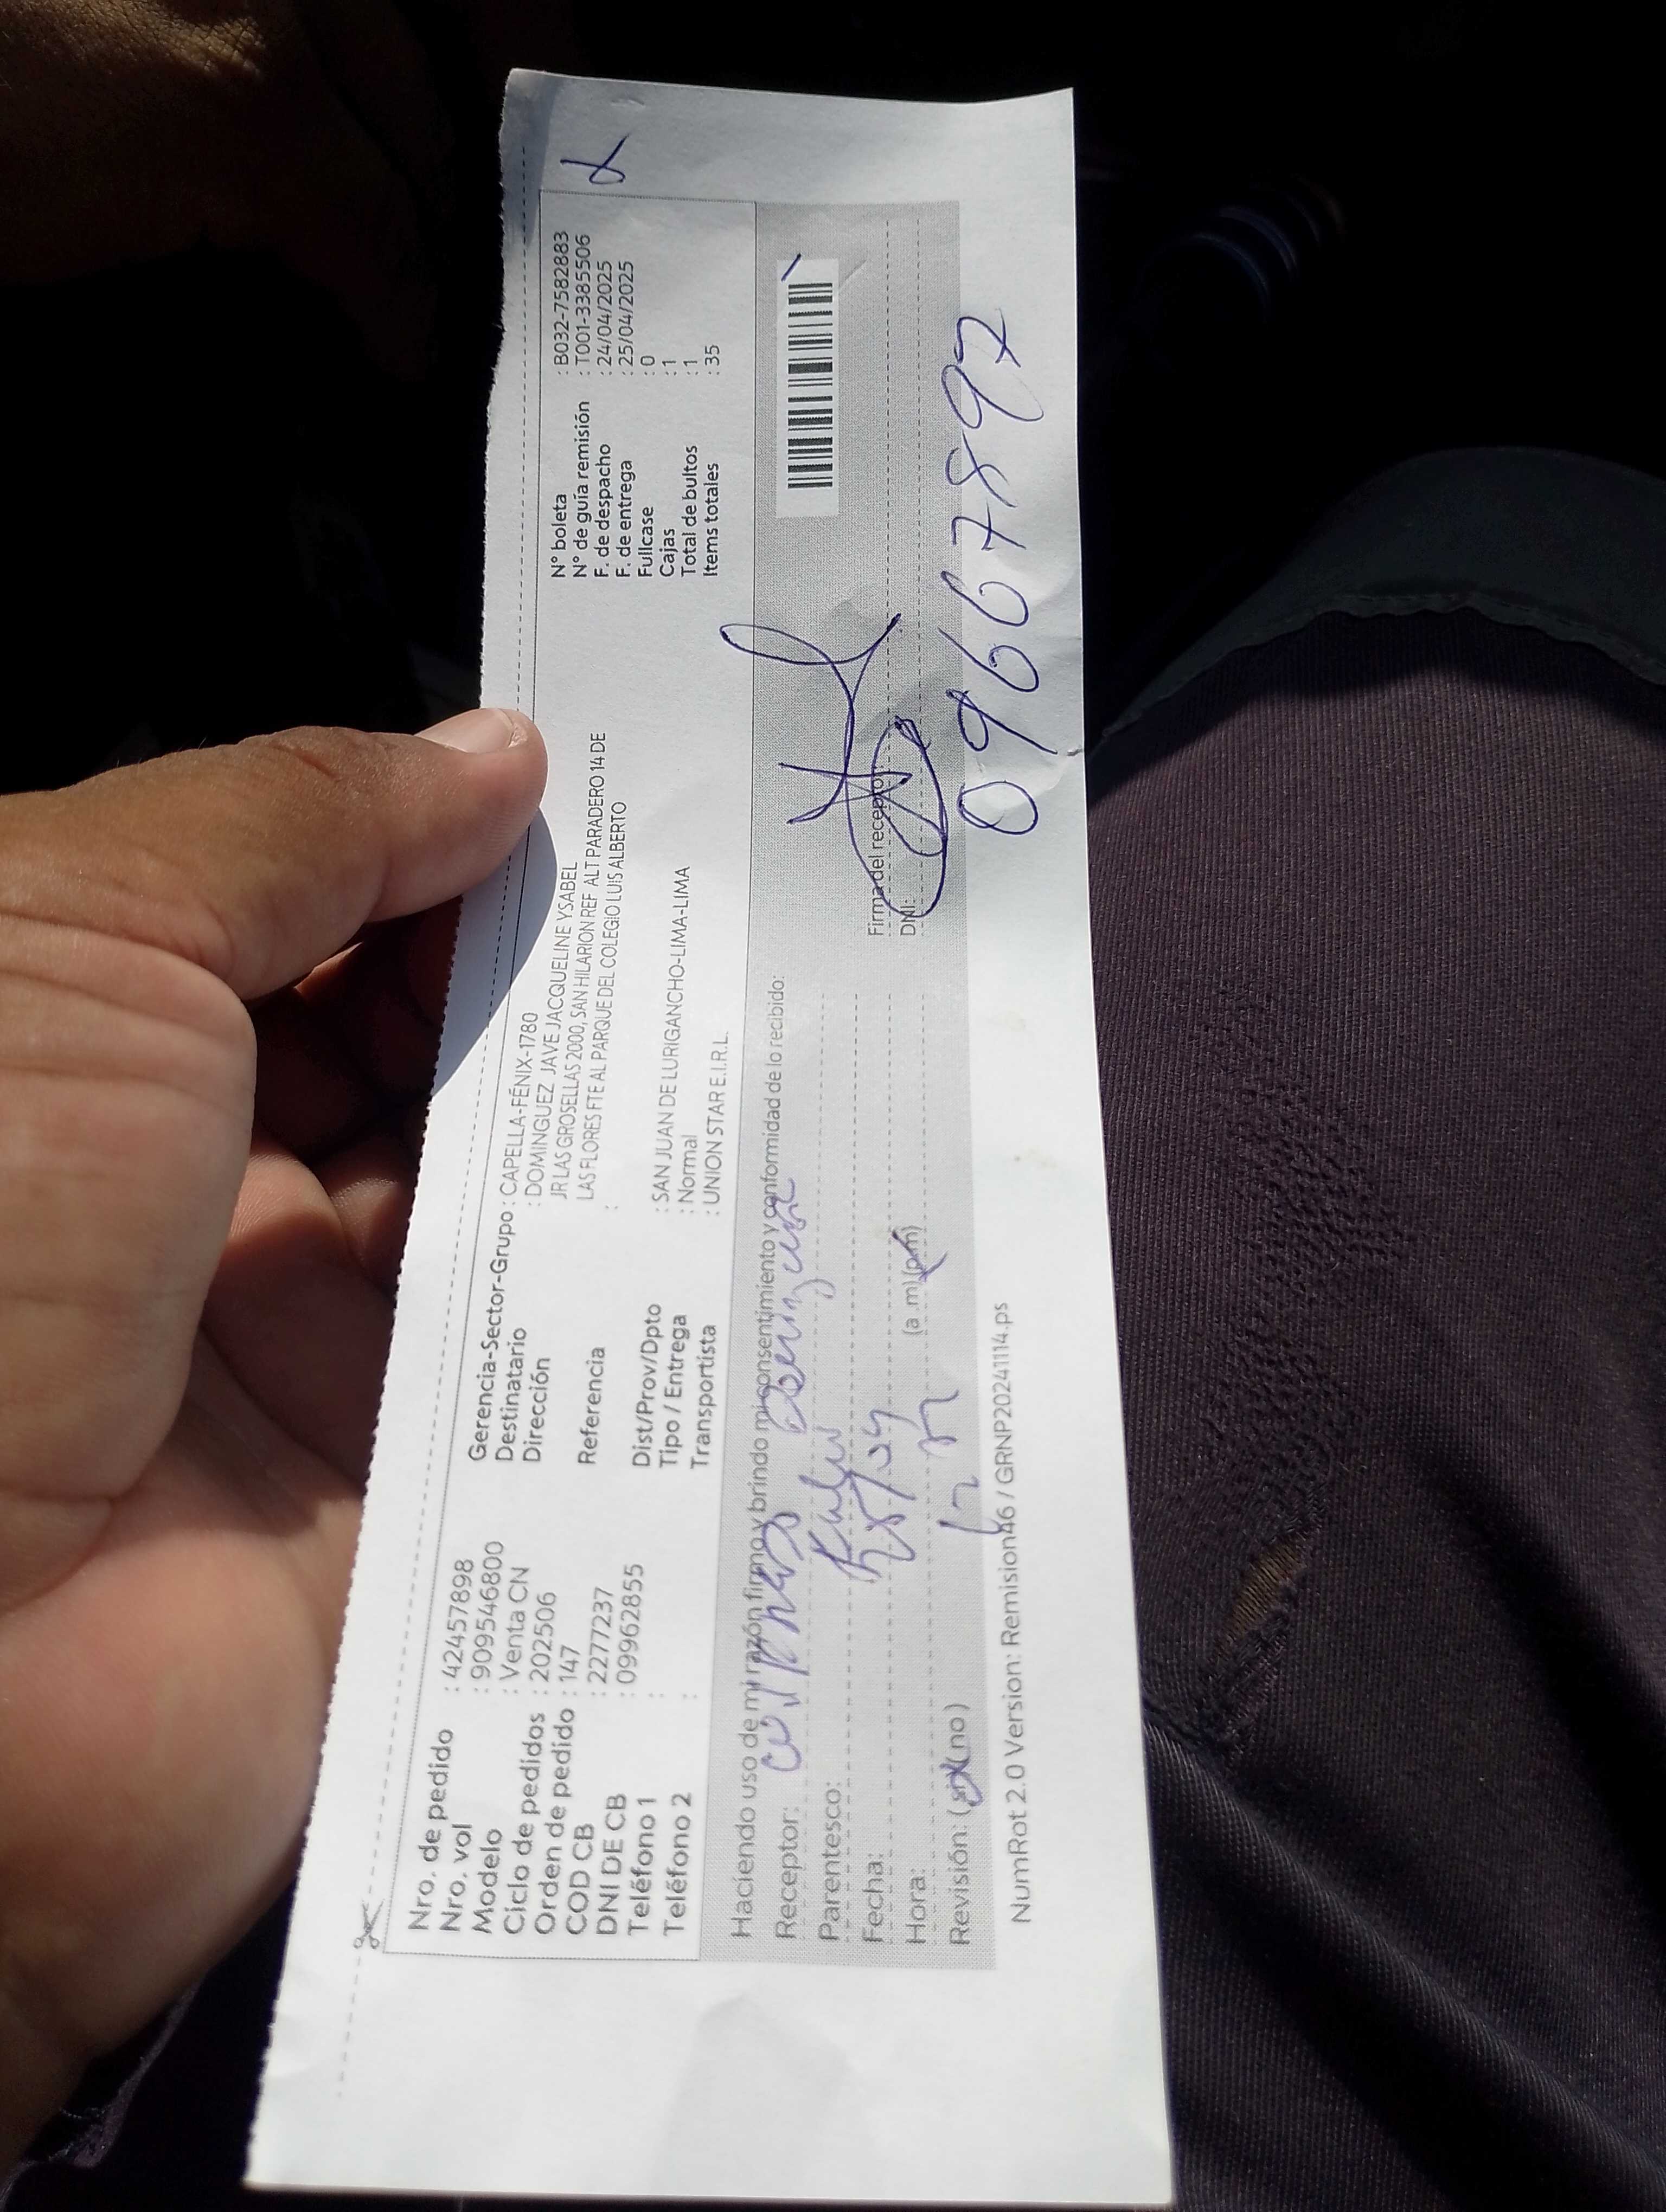 Nro. de pedido : 42457898
Nro. vol : 909546800
Modelo : Venta CN
Ciclo de pedidos : 202506
Orden de pedido : 147
COD CB : 2277237
DNI DE CB : 09962855
Teléfono 1 :
Teléfono 2 :
Gerencia-Sector-Grupo : CAPELLA-FÉNIX-1780
Destinatario : DOMINGUEZ JAVE JACQUELINE YSABEL
Dirección JR LAS GROSELLAS 2000, SAN HILARION REF ALT PARADERO 14 DE
LAS FLORES FTE AL PARQUE DEL COLEGIO LUIS ALBERTO
Referencia :
Dist/Prov/Dpto : SAN JUAN DE LURIGANCHO-LIMA-LIMA
Tipo / Entrega : Normal
Transportista : UNION STAR E.I.R.L.
N° boleta : B032-7582883
N° de guía remisión : T001-3385506
F. de despacho : 24/04/2025
F. de entrega : 25/04/2025
Fullcase : 0
Cajas : 1
Total de bultos : 1
Items totales : 35
Haciendo uso de mi razón firmo y brindo mi consentimiento y conformidad de lo recibido:
Receptor:
Parentesco:
Fecha:
Hora: (a.m) (pm)
Revisión: (si) (no)
Firma del receptor
DNI:
09667897
NumRot 2.0 Version: Remision46 / GRNP20241114.ps